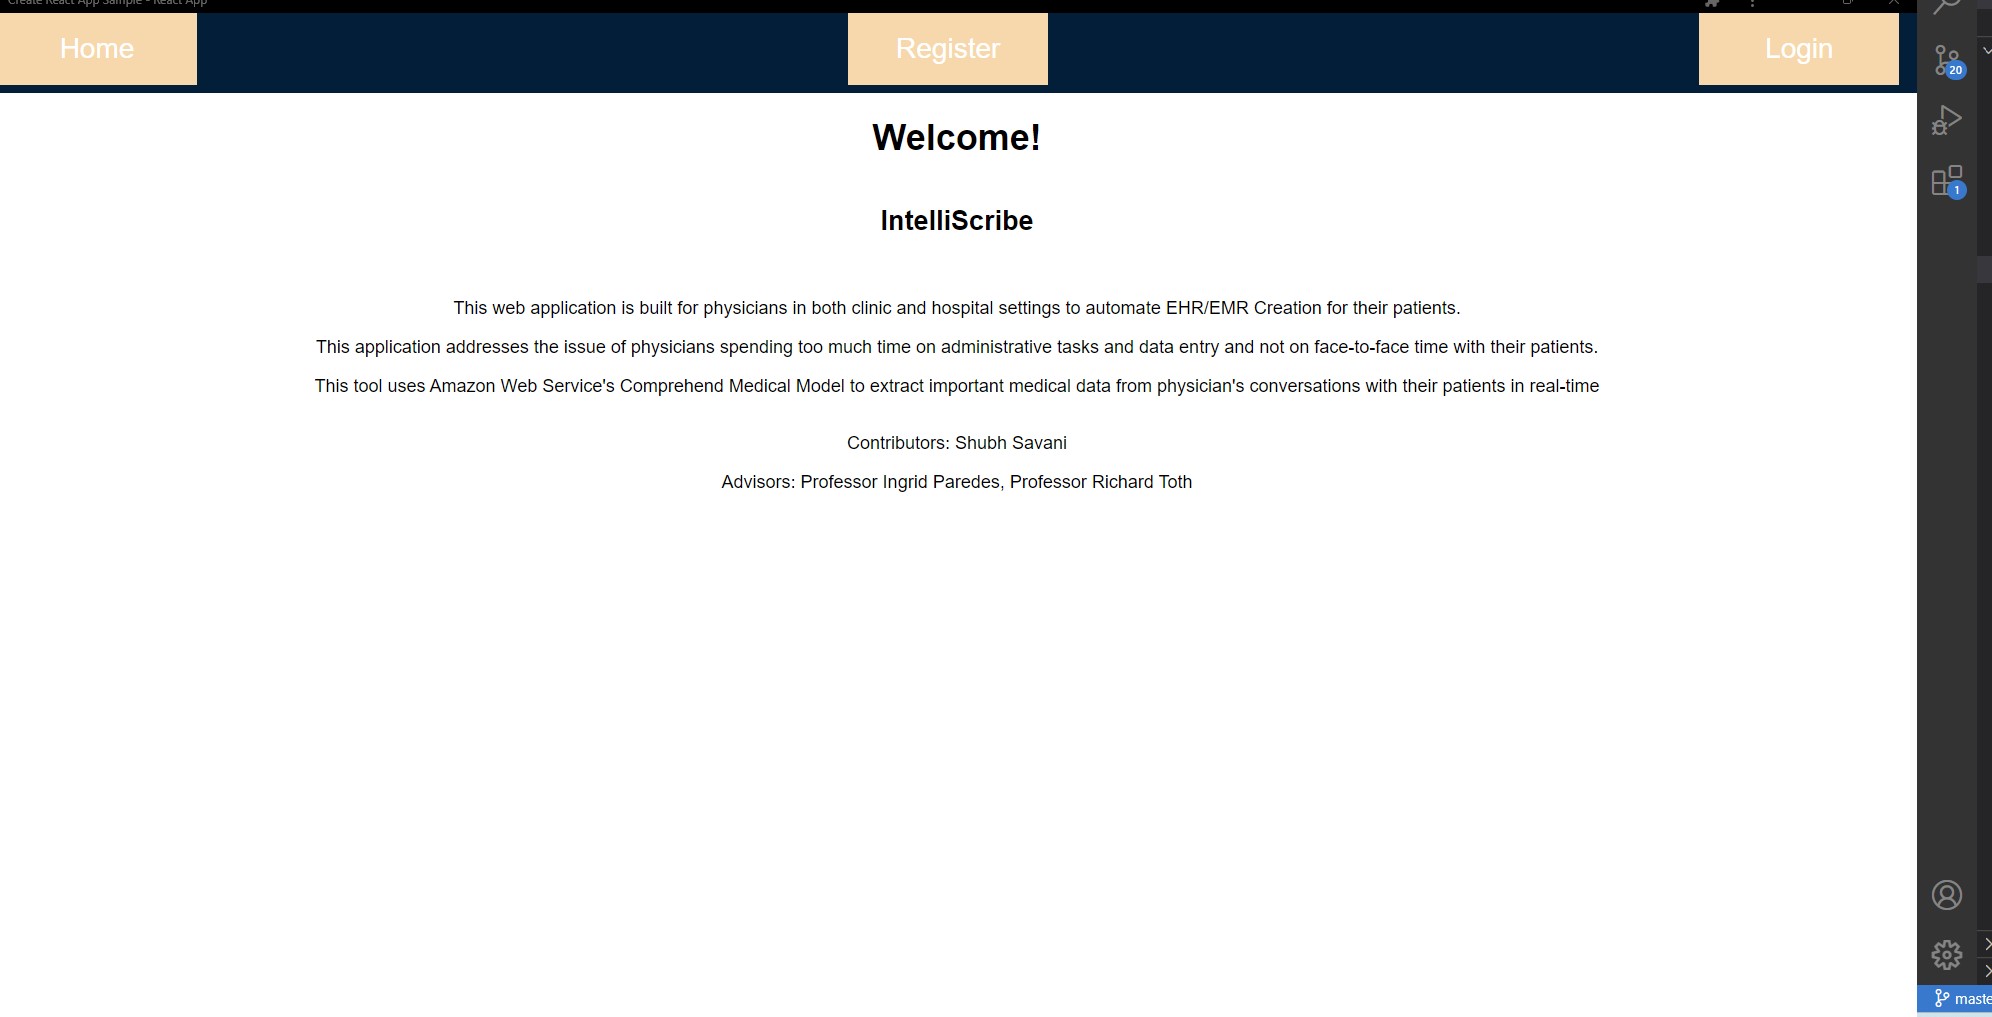 Create React App Sample - React App
Home
Register
Login
20
1
Welcome!
IntelliScribe
This web application is built for physicians in both clinic and hospital settings to automate EHR/EMR Creation for their patients.
This application addresses the issue of physicians spending too much time on administrative tasks and data entry and not on face-to-face time with their patients.
This tool uses Amazon Web Service's Comprehend Medical Model to extract important medical data from physician's conversations with their patients in real-time
Contributors: Shubh Savani
Advisors: Professor Ingrid Paredes, Professor Richard Toth
maste